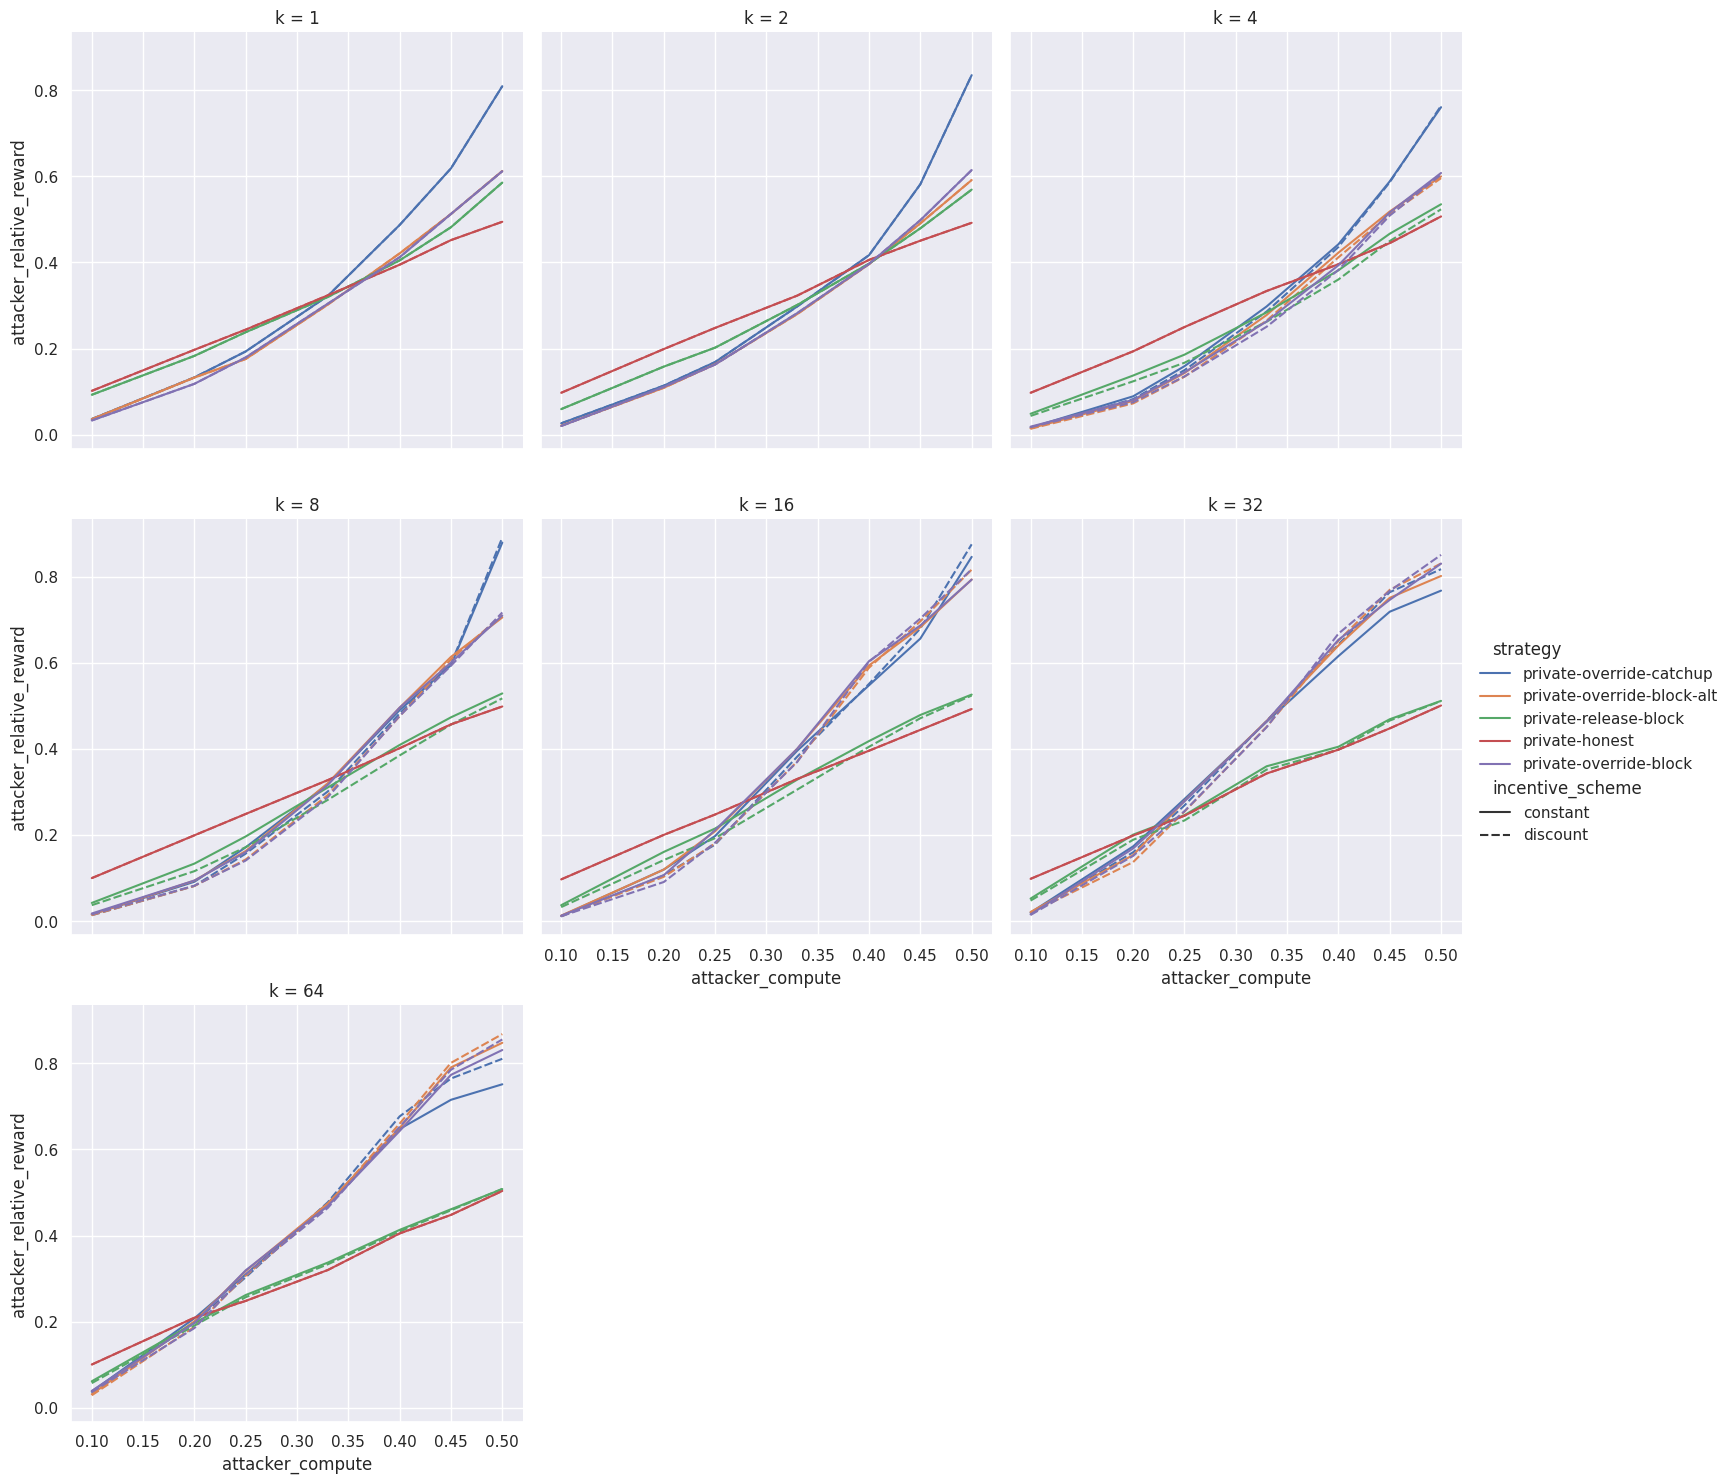 k = 1
k = 2
k = 4
attacker_relative_reward
0.8
0.6
0.4
0.2
0.0
k = 8
k = 16
k = 32
attacker_relative_reward
0.8
0.6
0.4
0.2
0.0
0.10 0.15 0.20 0.25 0.30 0.35 0.40 0.45 0.50
attacker_compute
0.10 0.15 0.20 0.25 0.30 0.35 0.40 0.45 0.50
attacker_compute
strategy
private-override-catchup
private-override-block-alt
private-release-block
private-honest
private-override-block
incentive_scheme
constant
discount
k = 64
attacker_relative_reward
0.8
0.6
0.4
0.2
0.0
0.10 0.15 0.20 0.25 0.30 0.35 0.40 0.45 0.50
attacker_compute